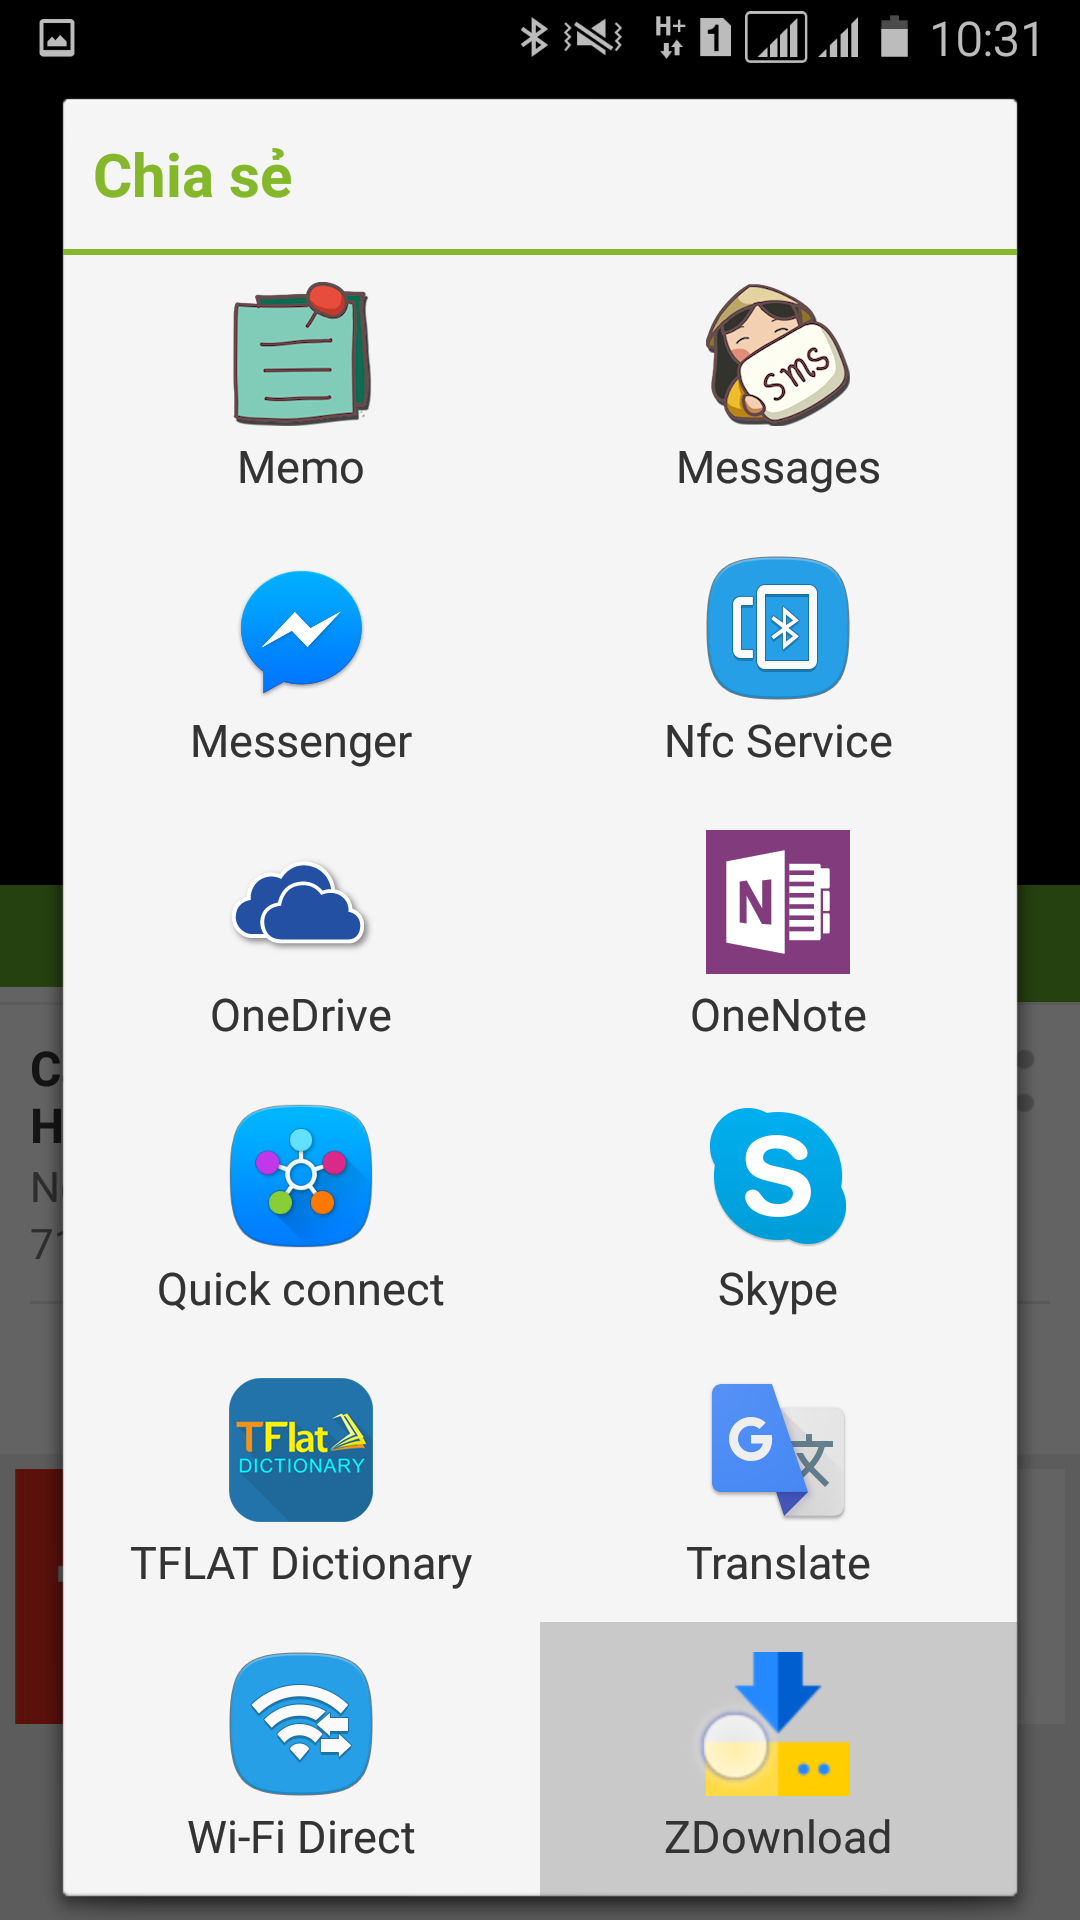 H+ 1 10:31
Chia sẻ
sms
Memo Messages
Messenger Nfc Service
N
OneDrive OneNote
S
Quick connect Skype
TFlat
DICTIONARY
G 文
TFLAT Dictionary Translate
Wi-Fi Direct ZDownload